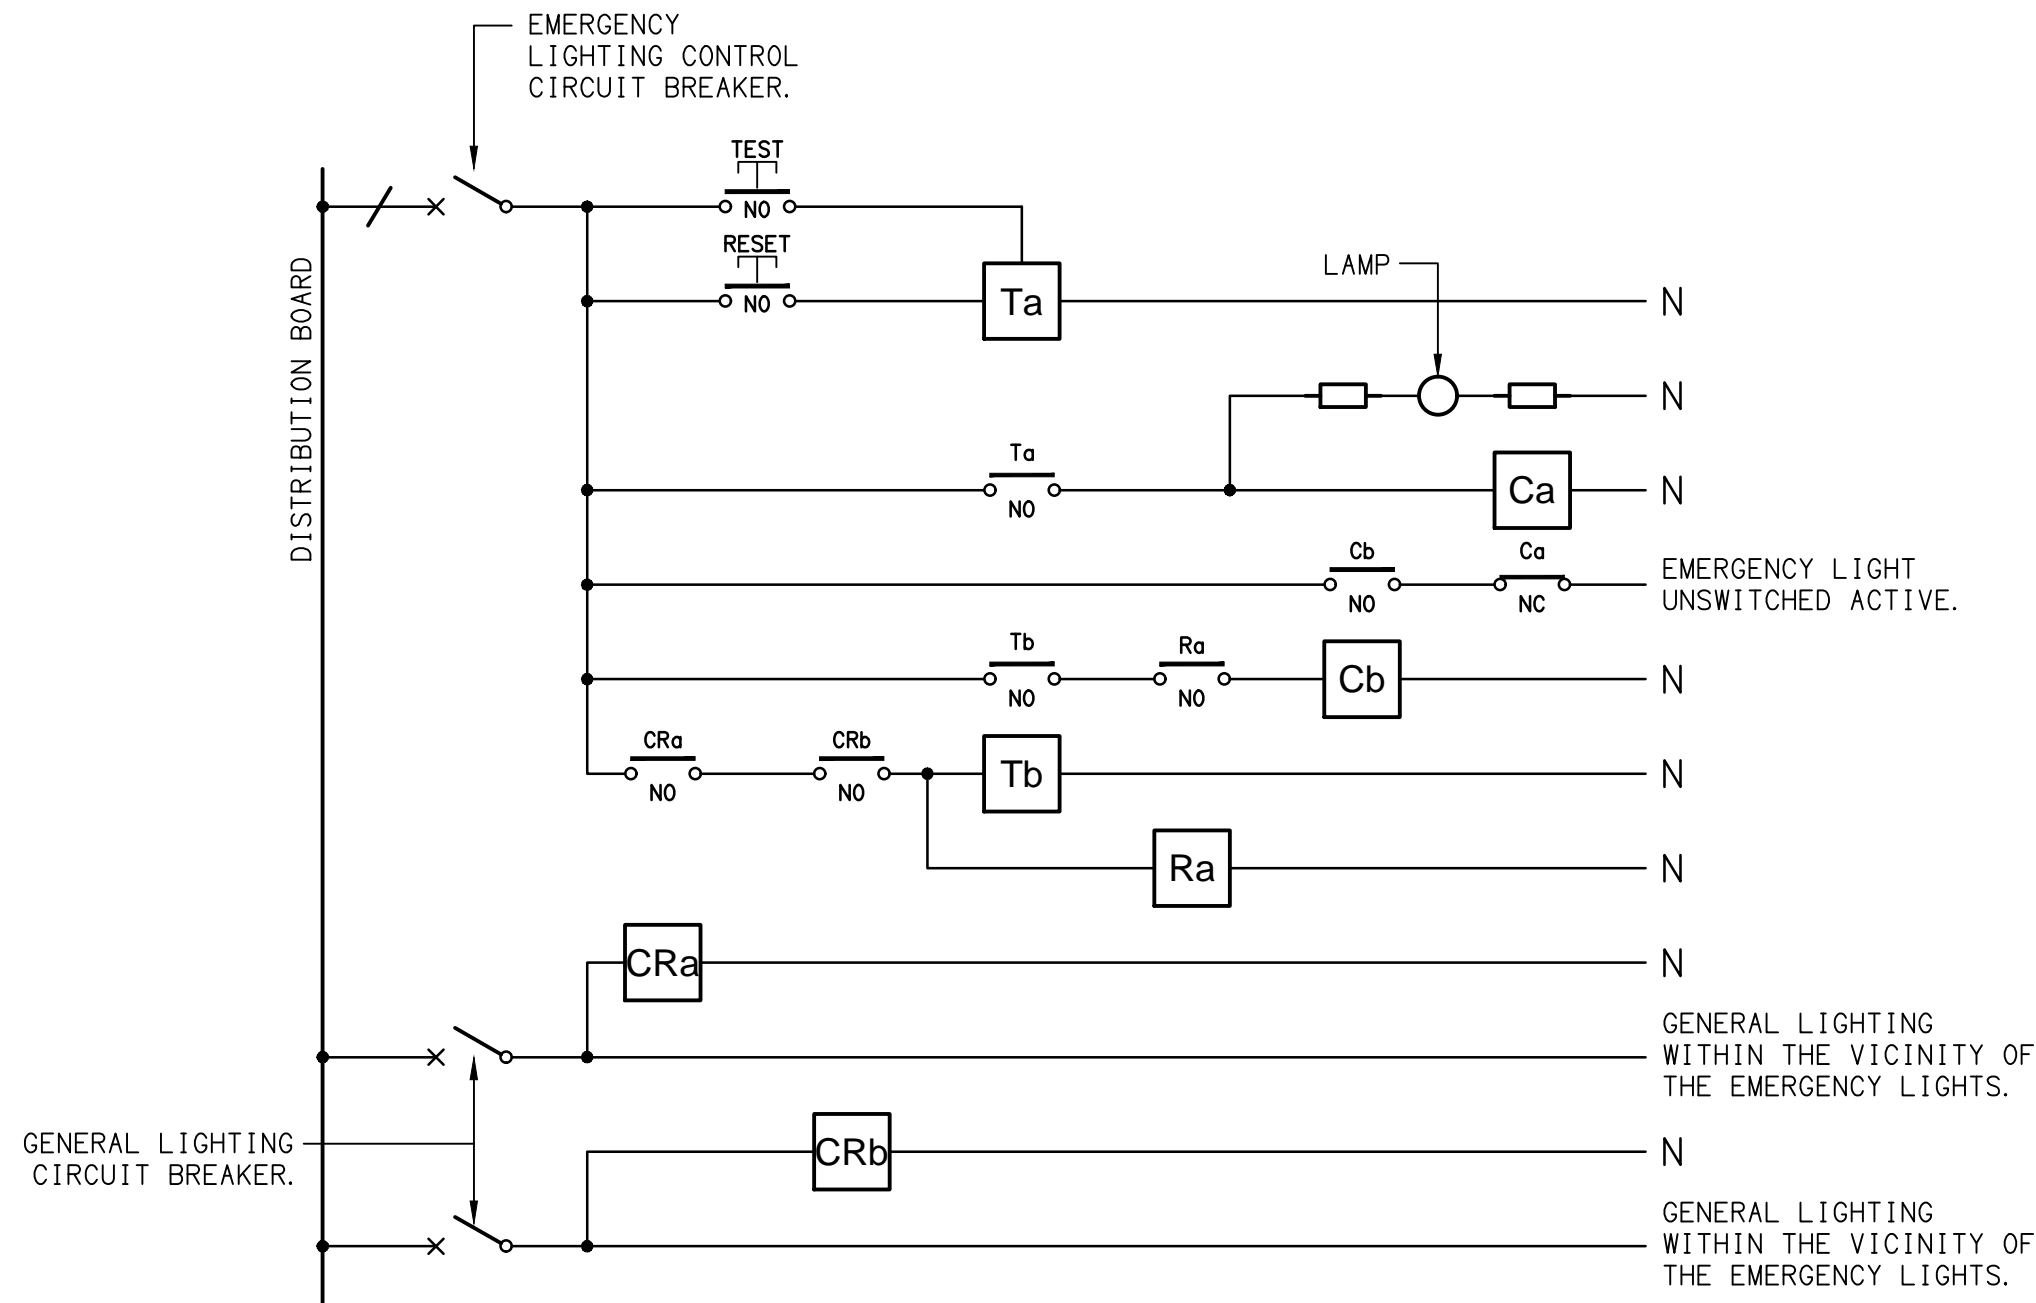 EMERGENCY
LIGHTING CONTROL
CIRCUIT BREAKER.
TEST
NO
RESET
NO
Ta
N
LAMP
N
DISTRIBUTION BOARD
Ta
NO
Ca
N
Cb
NO
Ca
NC
EMERGENCY LIGHT
UNSWITCHED ACTIVE.
Tb
NO
Ra
NO
Cb
N
CRa
NO
CRb
NO
Tb
N
Ra
N
CRa
N
GENERAL LIGHTING
WITHIN THE VICINITY OF
THE EMERGENCY LIGHTS.
GENERAL LIGHTING
CIRCUIT BREAKER.
CRb
N
GENERAL LIGHTING
WITHIN THE VICINITY OF
THE EMERGENCY LIGHTS.